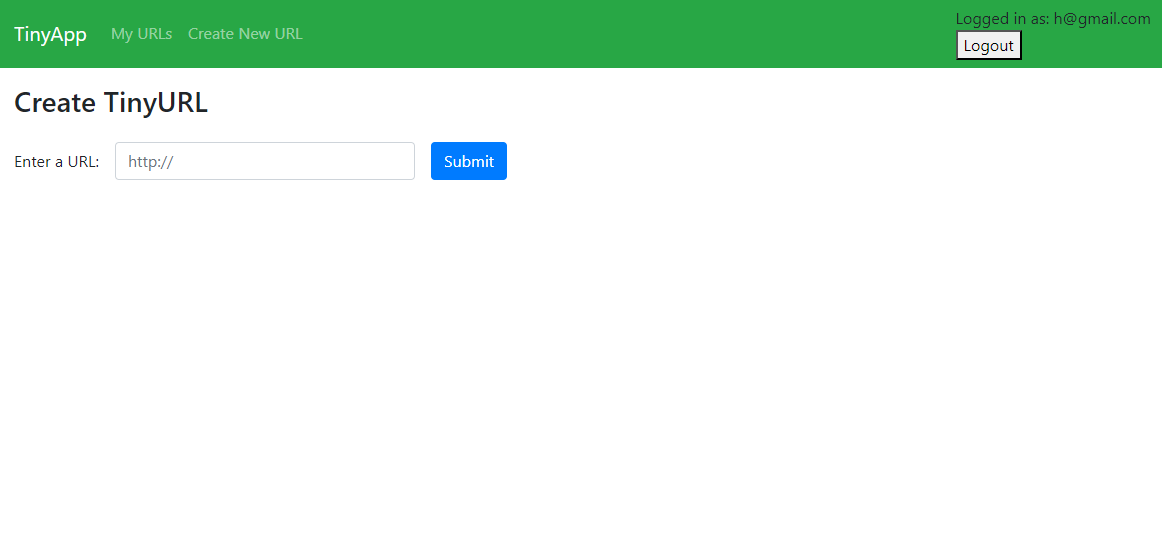 TinyApp My URLs Create New URL
Logged in as: h@gmail.com
Logout
Create TinyURL
Enter a URL: http:// Submit